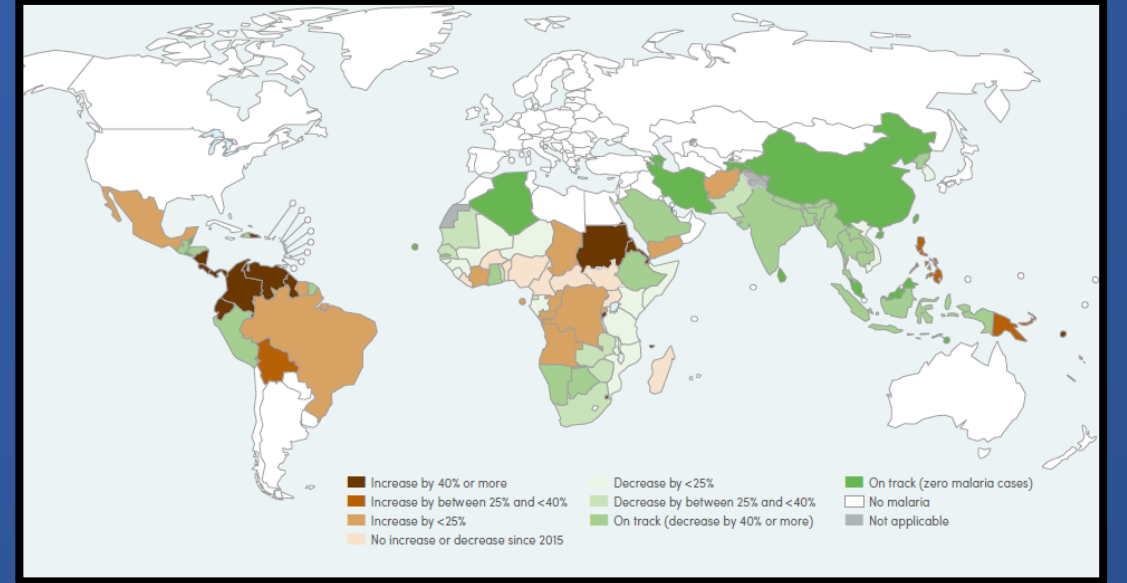 Increase by 40% or more
Increase by between 25% and <40%
Increase by <25%
No increase or decrease since 2015
Decrease by <25%
Decrease by between 25% and <40%
On track (decrease by 40% or more)
On track (zero malaria cases)
No malaria
Not applicable